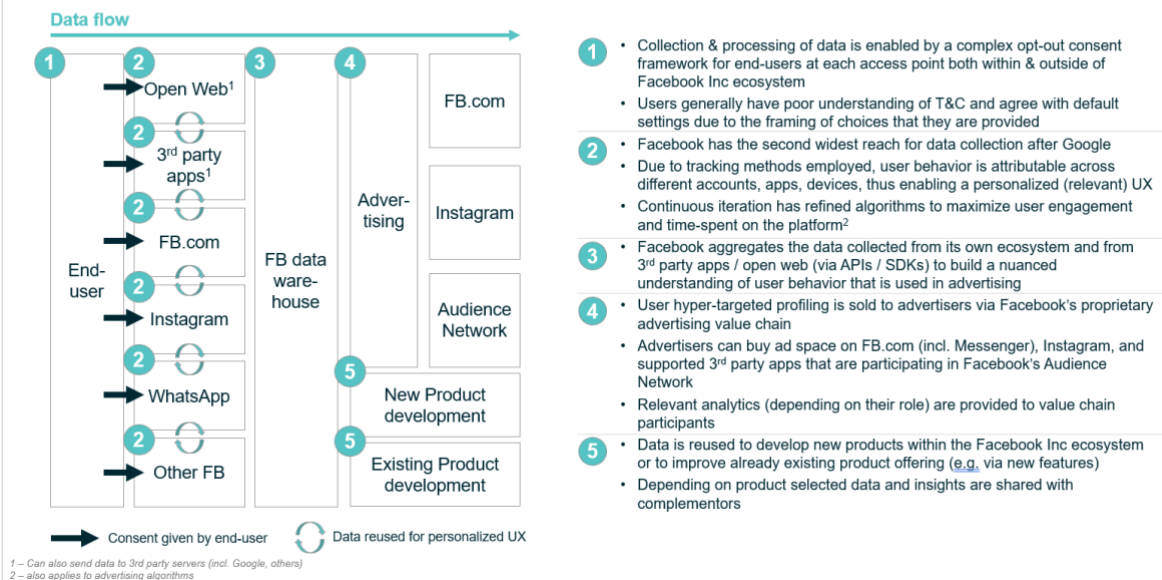 Data flow
1
2
3
4
Open Web¹
FB.com
2
3rd party
apps¹
2
Adver-
tising
Instagram
FB.com
End-
user
FB data
ware-
house
2
Instagram
Audience
Network
2
WhatsApp
5
New Product
development
2
Other FB
5
Existing Product
development
Consent given by end-user
Data reused for personalized UX
1 – Can also send data to 3rd party servers (incl. Google, others)
2 – also applies to advertising algorithms
1
• Collection & processing of data is enabled by a complex opt-out consent
framework for end-users at each access point both within & outside of
Facebook Inc ecosystem
• Users generally have poor understanding of T&C and agree with default
settings due to the framing of choices that they are provided
2
• Facebook has the second widest reach for data collection after Google
• Due to tracking methods employed, user behavior is attributable across
different accounts, apps, devices, thus enabling a personalized (relevant) UX
• Continuous iteration has refined algorithms to maximize user engagement
and time-spent on the platform²
3
• Facebook aggregates the data collected from its own ecosystem and from
3rd party apps / open web (via APIs / SDKs) to build a nuanced
understanding of user behavior that is used in advertising
4
• User hyper-targeted profiling is sold to advertisers via Facebook's proprietary
advertising value chain
• Advertisers can buy ad space on FB.com (incl. Messenger), Instagram, and
supported 3rd party apps that are participating in Facebook's Audience
Network
• Relevant analytics (depending on their role) are provided to value chain
participants
5
• Data is reused to develop new products within the Facebook Inc ecosystem
or to improve already existing product offering (e.g. via new features)
• Depending on product selected data and insights are shared with
complementors